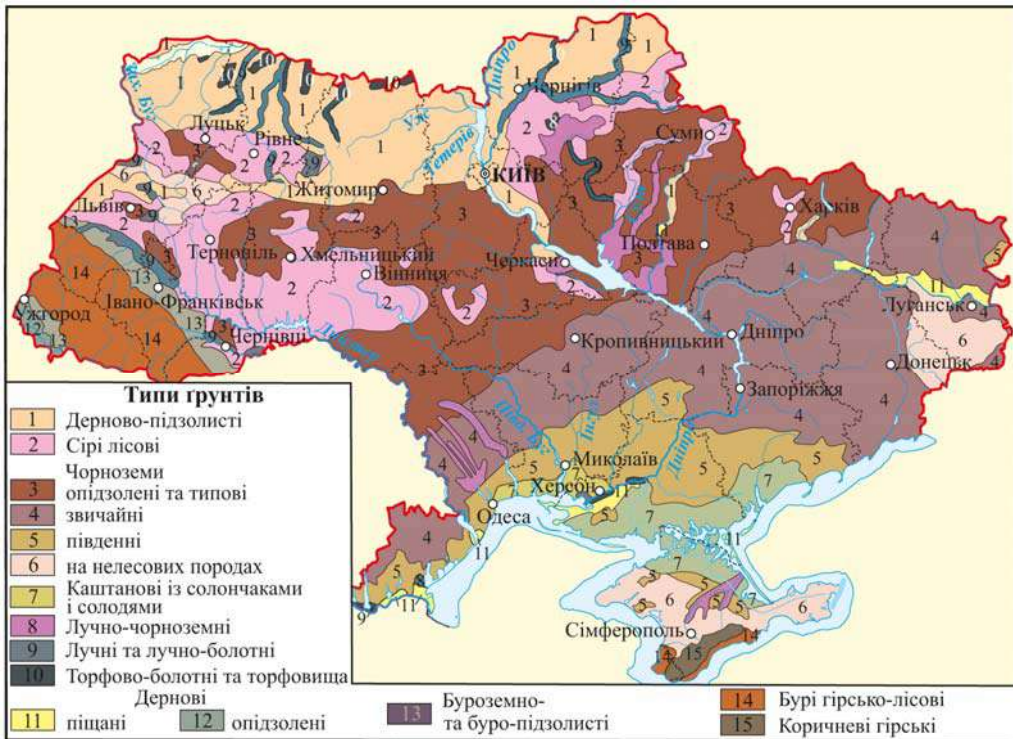 Зах. Буг
Дніпро
Чернігів
Луцьк
Рівне
Уж
Тетерів
КИЇВ
Суми
Житомир
Львів
Харків
Тернопіль
Хмельницький
Вінниця
Черкаси
Полтава
Івано-Франківськ
Ужгород
Луганськ
Чернівці
Дністер
Кропивницький
Дніпро
Донецьк
Запоріжжя
Півд. Буг
Інгул
Дніпро
Миколаїв
Херсон
Одеса
Сімферополь
Типи ґрунтів
1 Дерново-підзолисті
2 Сірі лісові
Чорноземи
3 опідзолені та типові
4 звичайні
5 південні
6 на нелесових породах
7 Каштанові із солончаками
і солодями
8 Лучно-чорноземні
9 Лучні та лучно-болотні
10 Торфово-болотні та торфовища
Дернові
11 піщані
12 опідзолені
13 Буроземно-
та буро-підзолисті
14 Бурі гірсько-лісові
15 Коричневі гірські